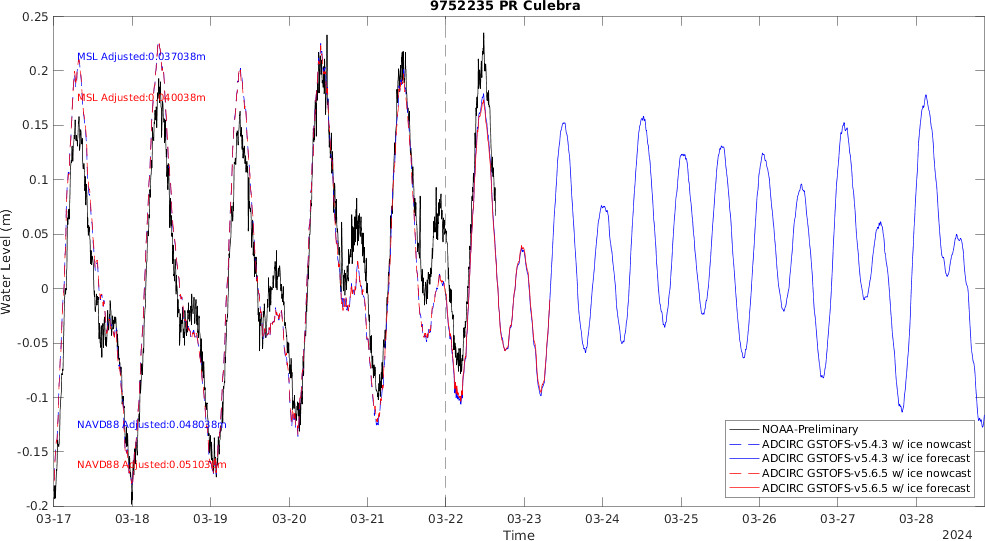 9752235 PR Culebra
0.25
0.2
0.15
0.1
0.05
0
-0.05
-0.1
-0.15
-0.2
Water Level (m)
MSL Adjusted:0.037038m
MSL Adjusted:0.040038m
NAVD88 Adjusted:0.048038m
NAVD88 Adjusted:0.051038m
NOAA-Preliminary
ADCIRC GSTOFS-v5.4.3 w/ ice nowcast
ADCIRC GSTOFS-v5.4.3 w/ ice forecast
ADCIRC GSTOFS-v5.6.5 w/ ice nowcast
ADCIRC GSTOFS-v5.6.5 w/ ice forecast
03-17 03-18 03-19 03-20 03-21 03-22 03-23 03-24 03-25 03-26 03-27 03-28
Time
2024